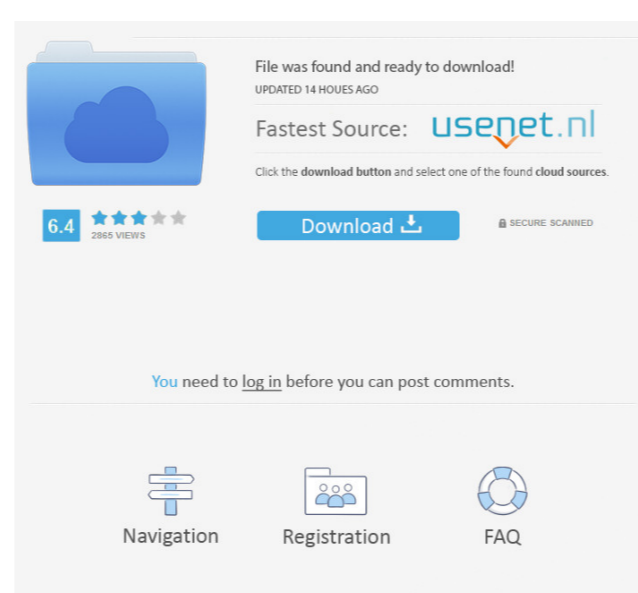 File was found and ready to download!
UPDATED 14 HOUES AGO
Fastest Source: usenet.nl
Click the download button and select one of the found cloud sources.
6.4
2865 VIEWS
Download
SECURE SCANNED
You need to log in before you can post comments.
Navigation
Registration
FAQ